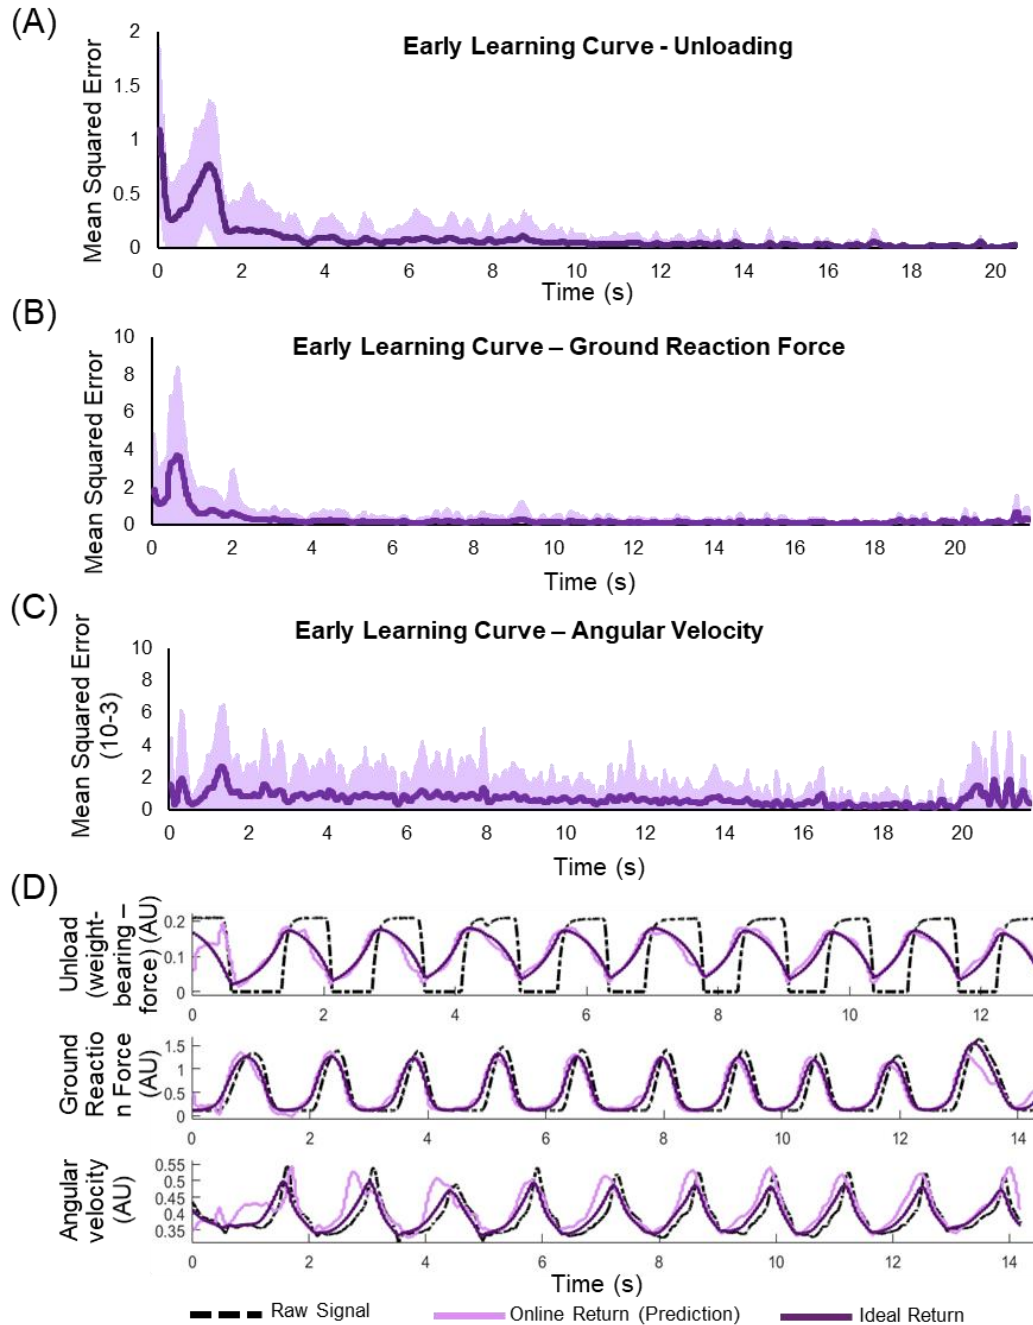 (A)
Early Learning Curve - Unloading
Mean Squared Error
2
1.5
1
0.5
0
0 2 4 6 8 10 12 14 16 18 20
Time (s)
(B)
Early Learning Curve – Ground Reaction Force
Mean Squared Error
10
8
6
4
2
0
0 2 4 6 8 10 12 14 16 18 20
Time (s)
(C)
Early Learning Curve – Angular Velocity
Mean Squared Error
(10-3)
10
8
6
4
2
0
0 2 4 6 8 10 12 14 16 18 20
Time (s)
(D)
Unload
(weight-
bearing –
force) (AU)
0.2
0.1
0
0 2 4 6 8 10 12
Ground
Reactio
n Force
(AU)
1.5
1
0.5
0
0 2 4 6 8 10 12 14
Angular
velocity
(AU)
0.55
0.45
0.35
0 2 4 6 8 10 12 14
Time (s)
Raw Signal Online Return (Prediction) Ideal Return